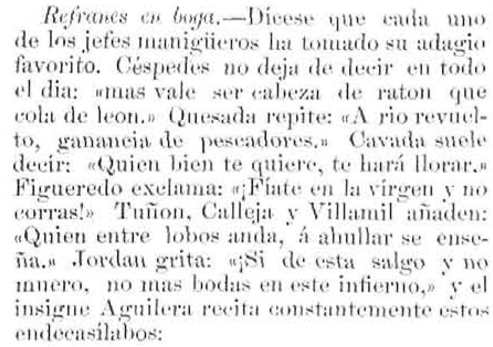 Refranes en boga.—Dícese que cada uno
de los jefes manigüeros ha tomado su adagio
favorito. Céspedes no deja de decir en todo
el dia: «mas vale ser cabeza de raton que
cola de leon.» Quesada repite: «A rio revuel-
to, ganancia de pescadores.» Cavada suele
decir: «Quien bien te quiere, te hará llorar.»
Figueredo exclama: «¡Fíate en la vírgen y no
corras!» Tuñon, Calleja y Villamil añaden:
«Quien entre lobos anda, á ahullar se ense-
ña.» Jordan grita: «¡Si de esta salgo y no
muero, no mas bodas en este infierno,» y el
insigne Aguilera recita constantemente estos
endecasílabos: